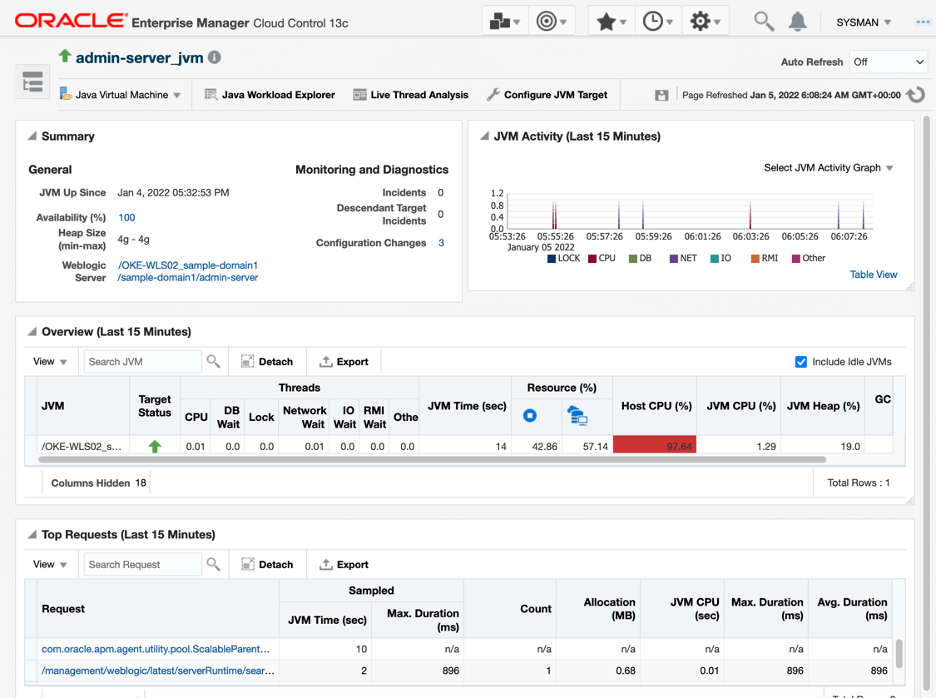 ORACLE Enterprise Manager Cloud Control 13c
SYSMAN
admin-server_jvm
Auto Refresh Off
Java Virtual Machine
Java Workload Explorer
Live Thread Analysis
Configure JVM Target
Page Refreshed Jan 5, 2022 6:08:24 AM GMT+00:00
Summary
General
JVM Up Since Jan 4, 2022 05:32:53 PM
Availability (%) 100
Heap Size
(min-max) 4g - 4g
Weblogic /OKE-WLS02_sample-domain1
Server /sample-domain1/admin-server
Monitoring and Diagnostics
Incidents 0
Descendant Target
Incidents 0
Configuration Changes 3
JVM Activity (Last 15 Minutes)
Select JVM Activity Graph
1.2
0.8
0.4
0.0
05:53:26 05:55:26 05:57:26 05:59:26 06:01:26 06:03:26 06:05:26 06:07:26
January 05 2022
LOCK CPU DB NET IO RMI Other
Table View
Overview (Last 15 Minutes)
View Search JVM Detach Export Include Idle JVMs
JVM
Target
Status
Threads
CPU
DB
Wait
Lock
Network
Wait
IO
Wait
RMI
Wait
Othe
JVM Time (sec)
Resource (%)
Host CPU (%)
JVM CPU (%)
JVM Heap (%)
GC
/OKE-WLS02_s... 0.01 0.0 0.0 0.01 0.0 0.0 0.0 14 42.86 57.14 97.64 1.29 19.0
Columns Hidden 18
Total Rows : 1
Top Requests (Last 15 Minutes)
View Search Request Detach Export
Request
Sampled
JVM Time (sec)
Max. Duration
(ms)
Count
Allocation
(MB)
JVM CPU
(sec)
Max. Duration
(ms)
Avg. Duration
(ms)
com.oracle.apm.agent.utility.pool.ScalableParent... 10 n/a n/a n/a n/a n/a n/a
/management/weblogic/latest/serverRuntime/sear... 2 896 1 0.68 0.01 896 896